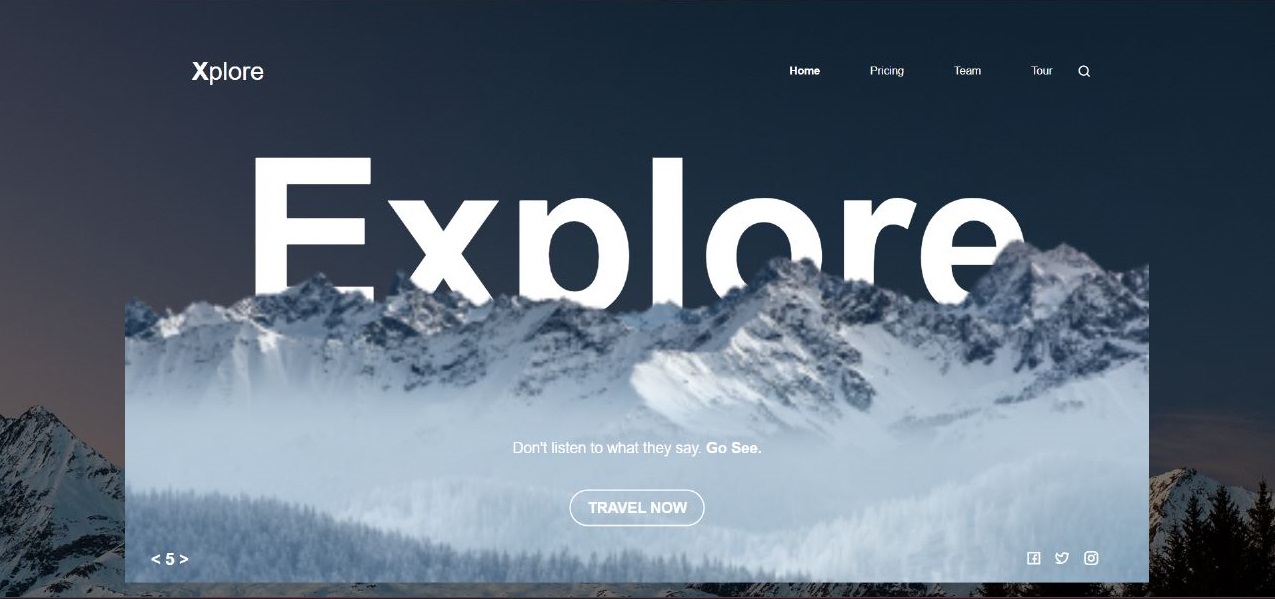 Xplore
Home Pricing Team Tour
Explore
Don't listen to what they say. Go See.
TRAVEL NOW
< 5 >